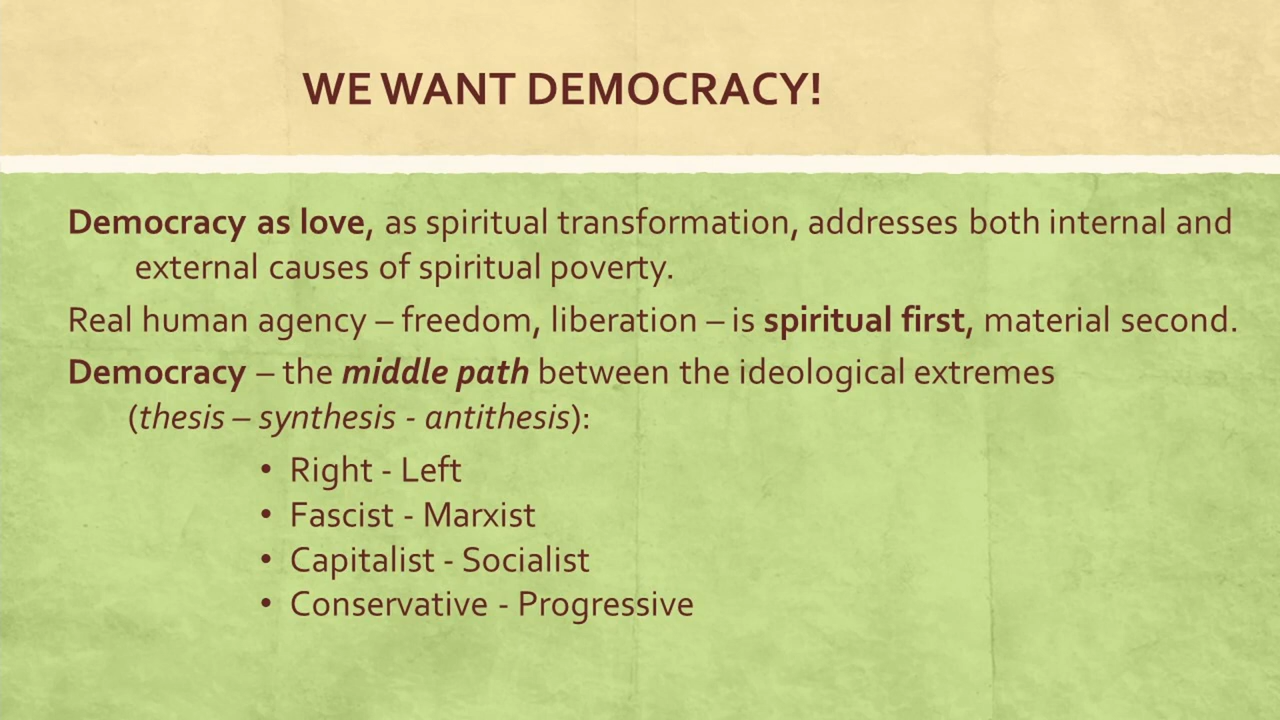 WE WANT DEMOCRACY!
Democracy as love, as spiritual transformation, addresses both internal and
external causes of spiritual poverty.
Real human agency – freedom, liberation – is spiritual first, material second.
Democracy – the middle path between the ideological extremes
(thesis – synthesis - antithesis):
• Right - Left
• Fascist - Marxist
• Capitalist - Socialist
• Conservative - Progressive